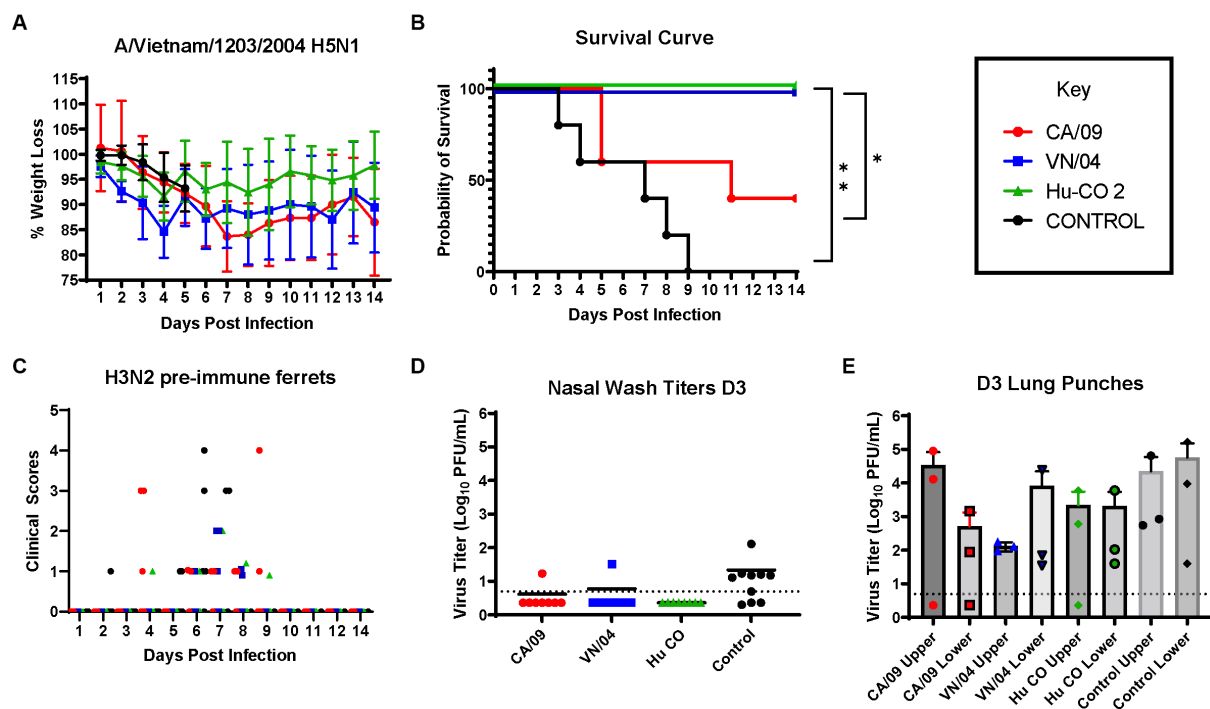 A
A/Vietnam/1203/2004 H5N1
% Weight Loss
115
110
105
100
95
90
85
80
75
1 2 3 4 5 6 7 8 9 10 11 12 13 14
Days Post Infection
B
Survival Curve
Probability of Survival
100
50
0
0 1 2 3 4 5 6 7 8 9 10 11 12 13 14
Days Post Infection
*
*
*
Key
CA/09
VN/04
Hu-CO 2
CONTROL
C
H3N2 pre-immune ferrets
Clinical Scores
5
4
3
2
1
0
1 2 3 4 5 6 7 8 9 10 11 12 13 14
Days Post Infection
D
Nasal Wash Titers D3
Virus Titer (Log10 PFU/mL)
6
5
4
3
2
1
0
CA/09
VN/04
Hu CO
Control
E
D3 Lung Punches
Virus Titer (Log10 PFU/mL)
6
5
4
3
2
1
0
CA/09 Upper
CA/09 Lower
VN/04 Upper
VN/04 Lower
Hu CO Upper
Hu CO Lower
Control Upper
Control Lower